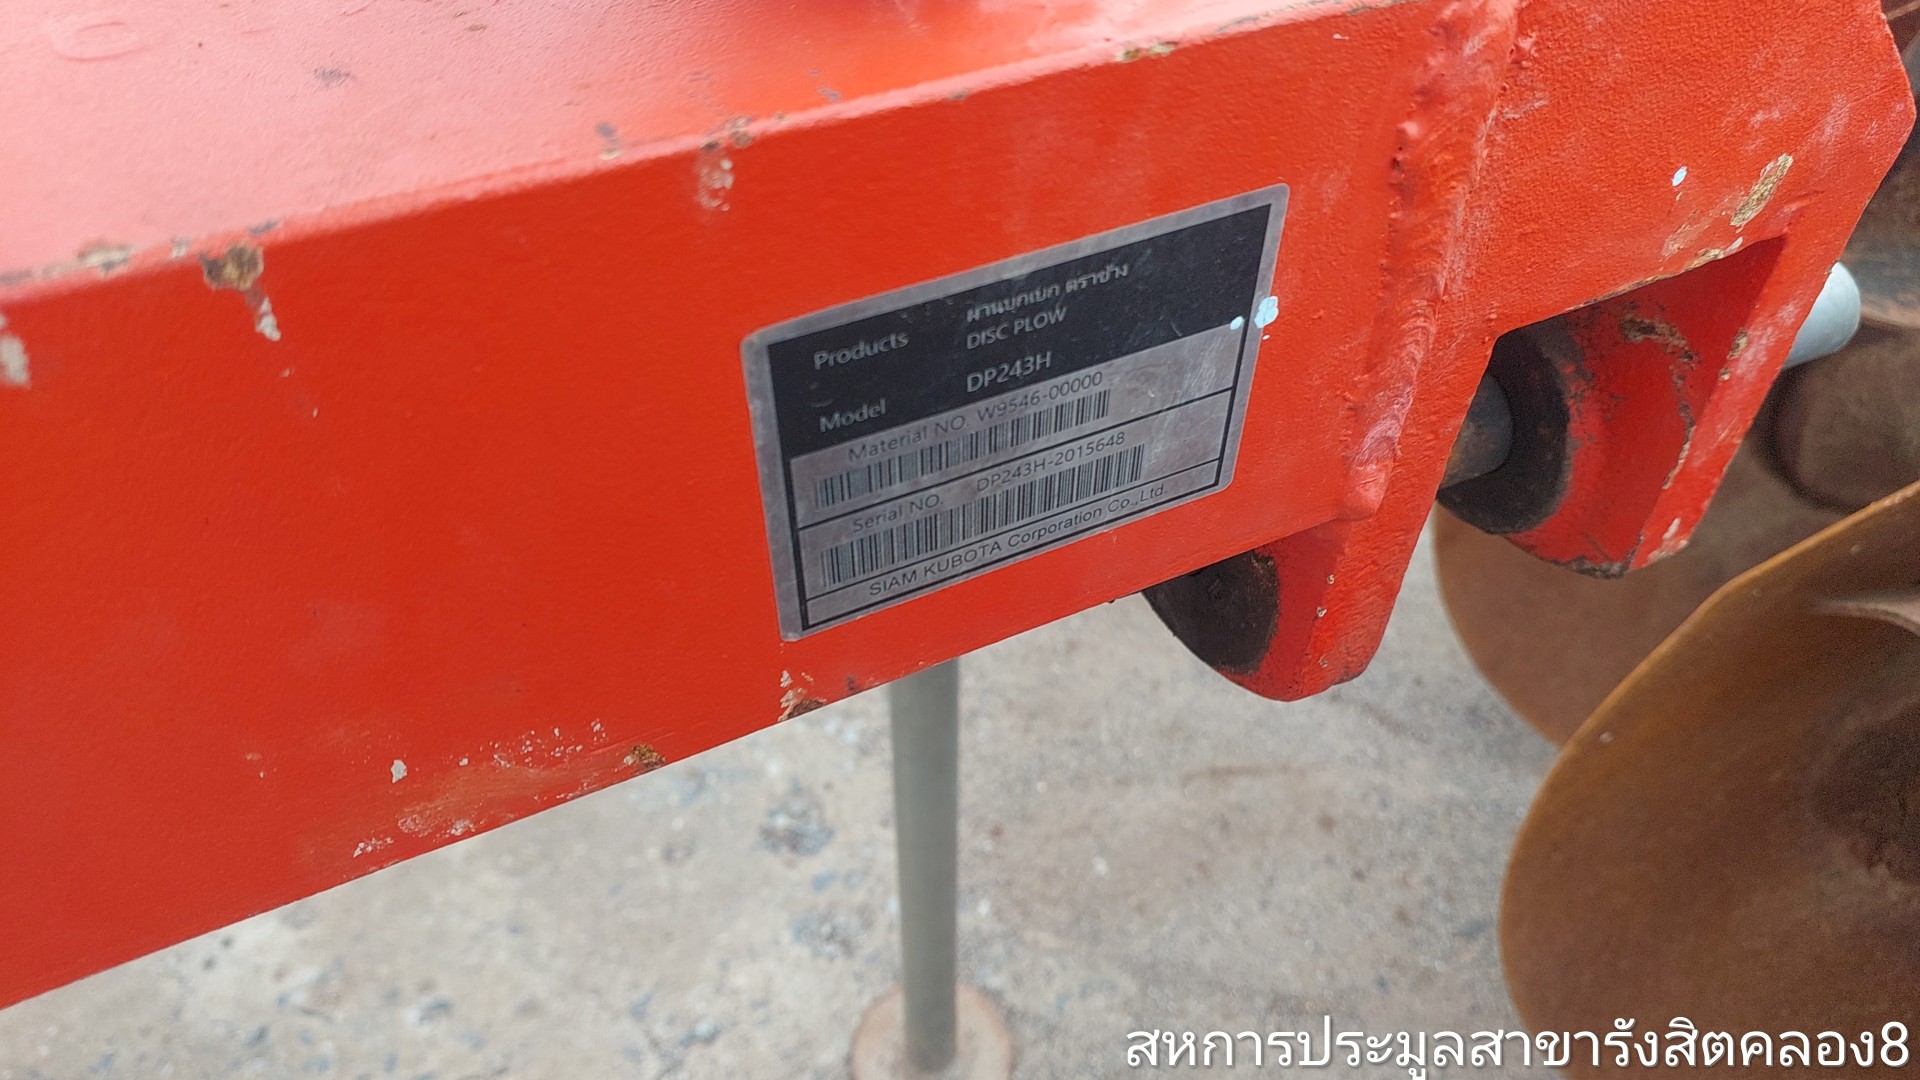 Products ผานบุกเบิก ตราช้าง
DISC PLOW
Model DP243H
Material NO. W9546-00000
Serial NO. DP243H-2015648
SIAM KUBOTA Corporation Co.,Ltd.
สหการประมูลสาขารังสิตคลอง8